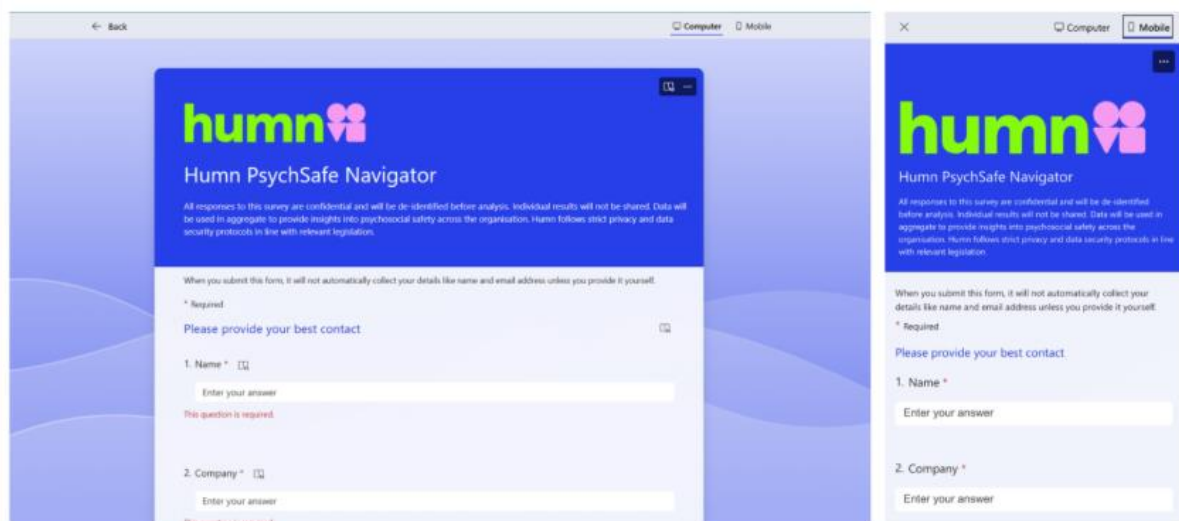 Back
Computer
Mobile
humn
Humn PsychSafe Navigator
All responses to this survey are confidential and will be de-identified before analysis. Individual results will not be shared. Data will
be used in aggregate to provide insights into psychosocial safety across the organisation. Humn follows strict privacy and data
security protocols in line with relevant legislation.
When you submit this form, it will not automatically collect your details like name and email address unless you provide it yourself.
* Required
Please provide your best contact
1. Name *
Enter your answer
This question is required.
2. Company *
Enter your answer
Computer
Mobile
humn
Humn PsychSafe Navigator
All responses to this survey are confidential and will be de-identified
before analysis. Individual results will not be shared. Data will be used in
aggregate to provide insights into psychosocial safety across the
organisation. Humn follows strict privacy and data security protocols in line
with relevant legislation.
When you submit this form, it will not automatically collect your
details like name and email address unless you provide it yourself.
* Required
Please provide your best contact
1. Name *
Enter your answer
2. Company *
Enter your answer